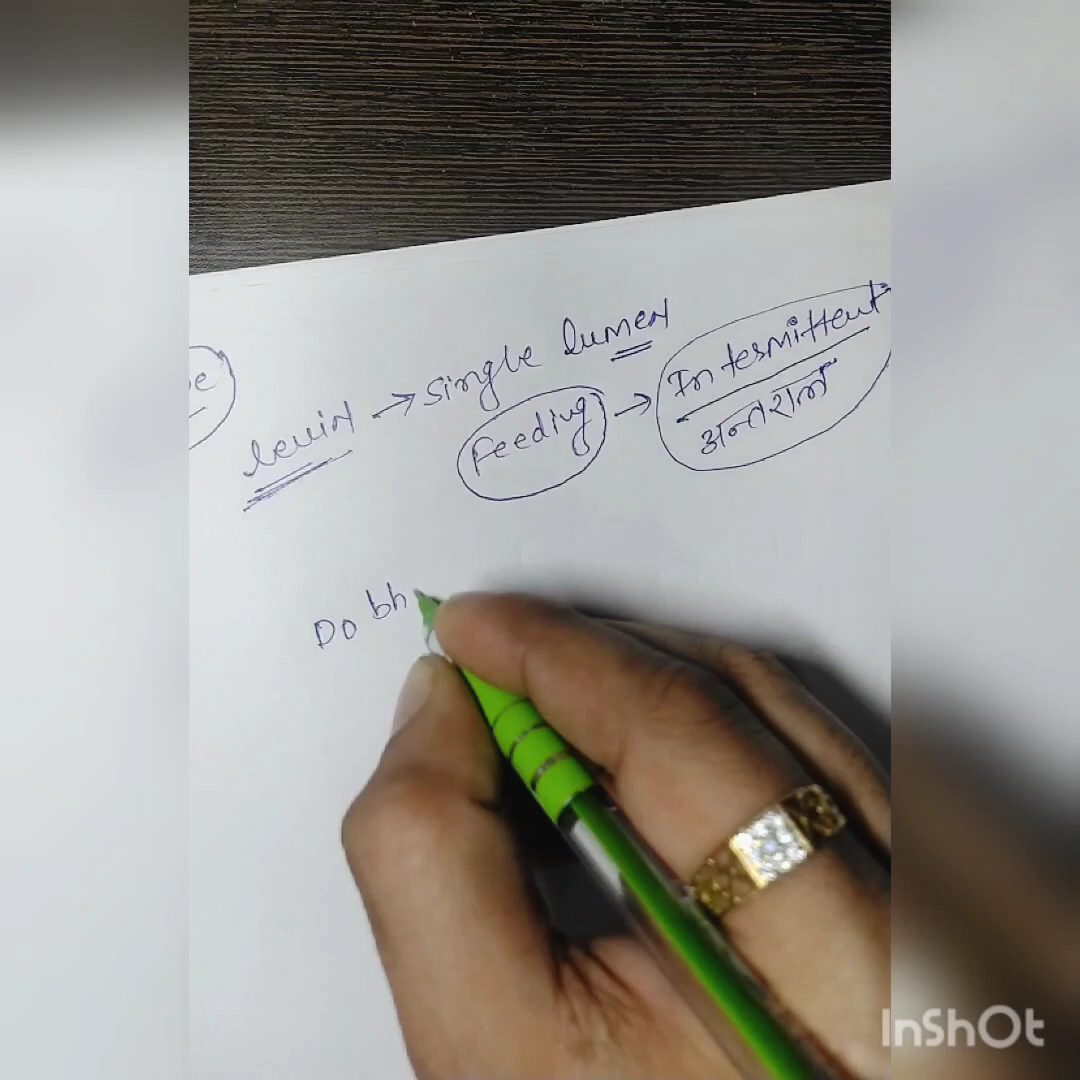 levin → single lumen
Feeding → Intermittent
अन्तराल
Do bh
InShOt